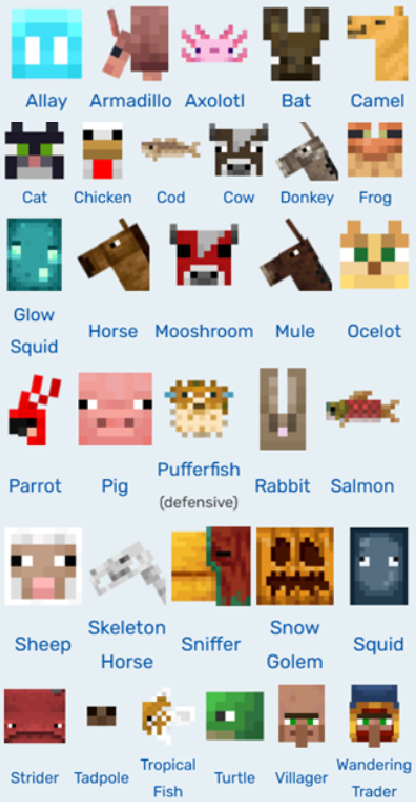 Allay Armadillo Axolotl Bat Camel
Cat Chicken Cod Cow Donkey Frog
Glow Squid Horse Mooshroom Mule Ocelot
Parrot Pig Pufferfish (defensive) Rabbit Salmon
Sheep Skeleton Horse Sniffer Snow Golem Squid
Strider Tadpole Tropical Fish Turtle Villager Wandering Trader